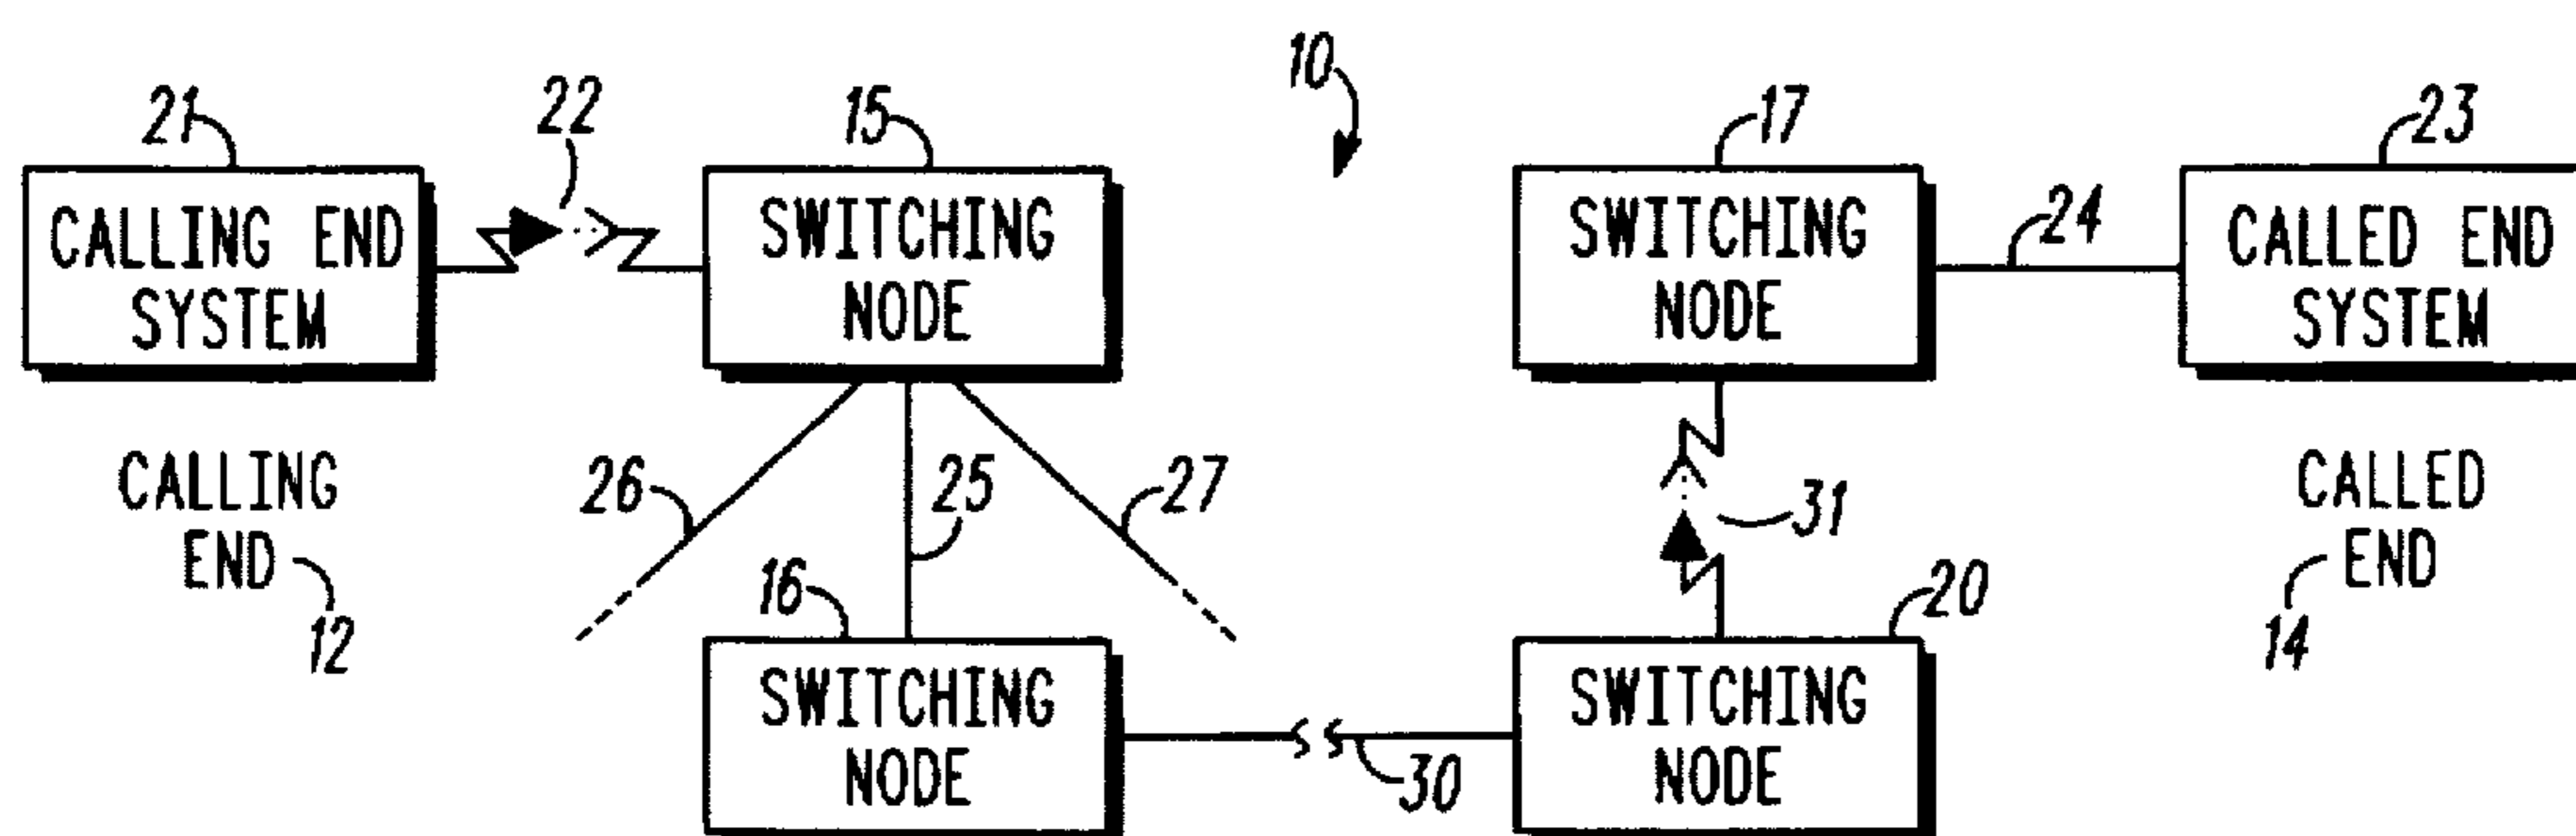 10
21
22
15
17
23
CALLING END
SYSTEM
SWITCHING
NODE
SWITCHING
NODE
24
CALLED END
SYSTEM
CALLING
END
12
26
25
27
31
CALLED
END
14
16
SWITCHING
NODE
30
20
SWITCHING
NODE